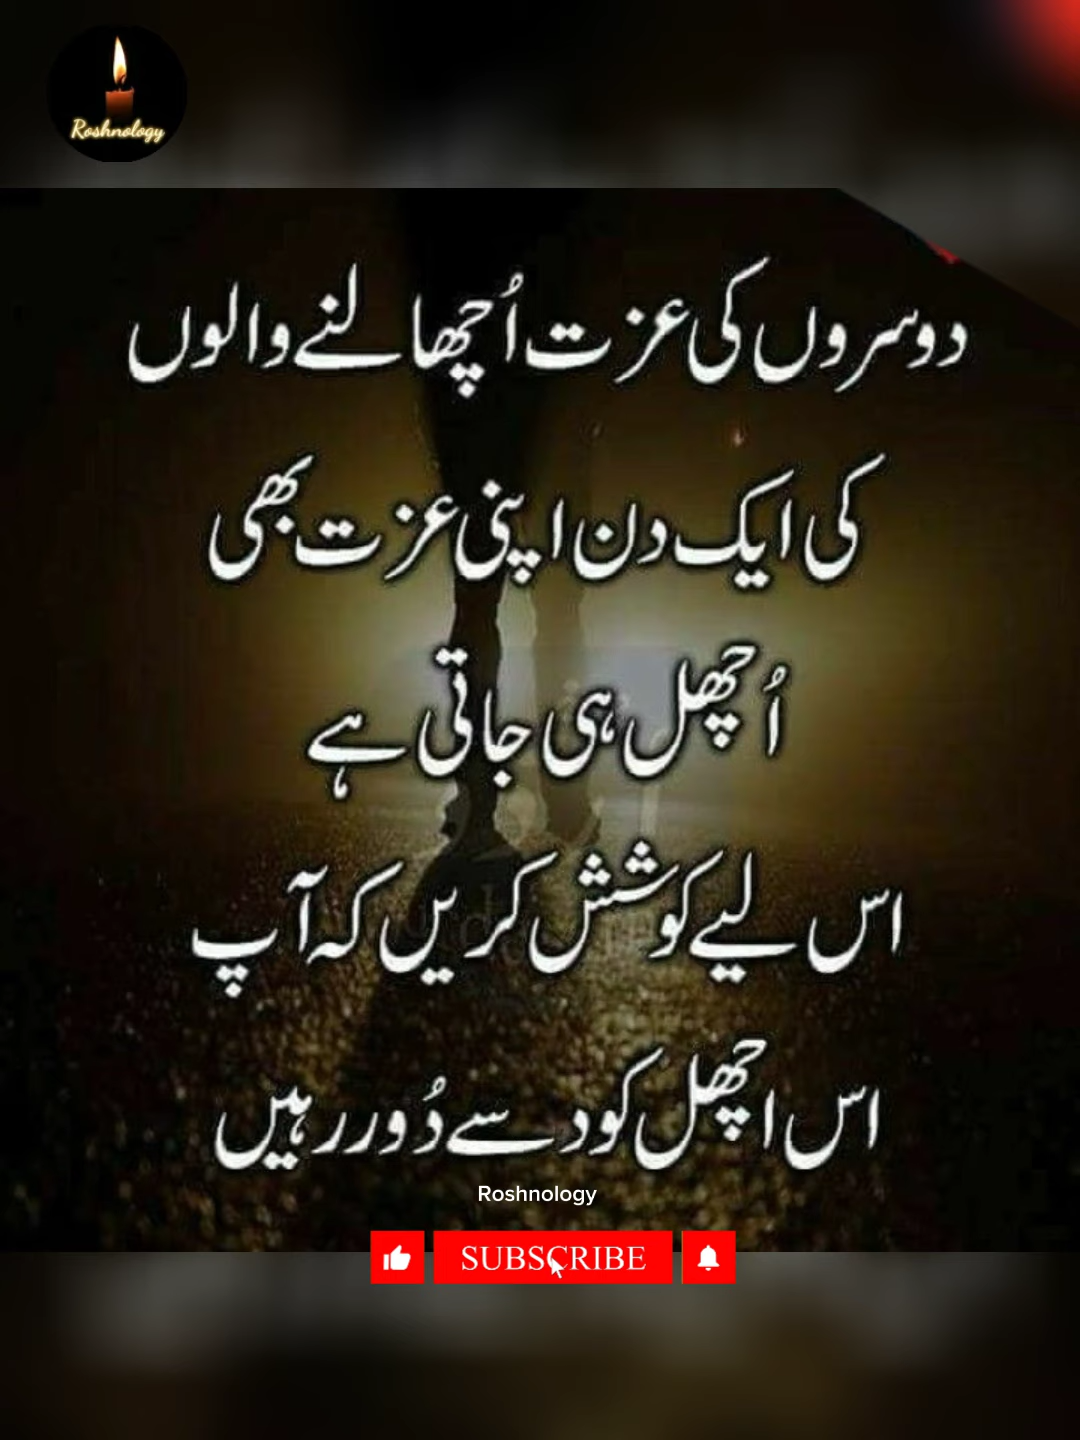 Roshnology
دوسروں کی عزت اُچھالنے والوں
کی ایک دن اپنی عزت بھی
اُچھل ہی جاتی ہے
اس لیے کوشش کریں کہ آپ
اس اچھل کود سے دُور رہیں
Roshnology
SUBSCRIBE